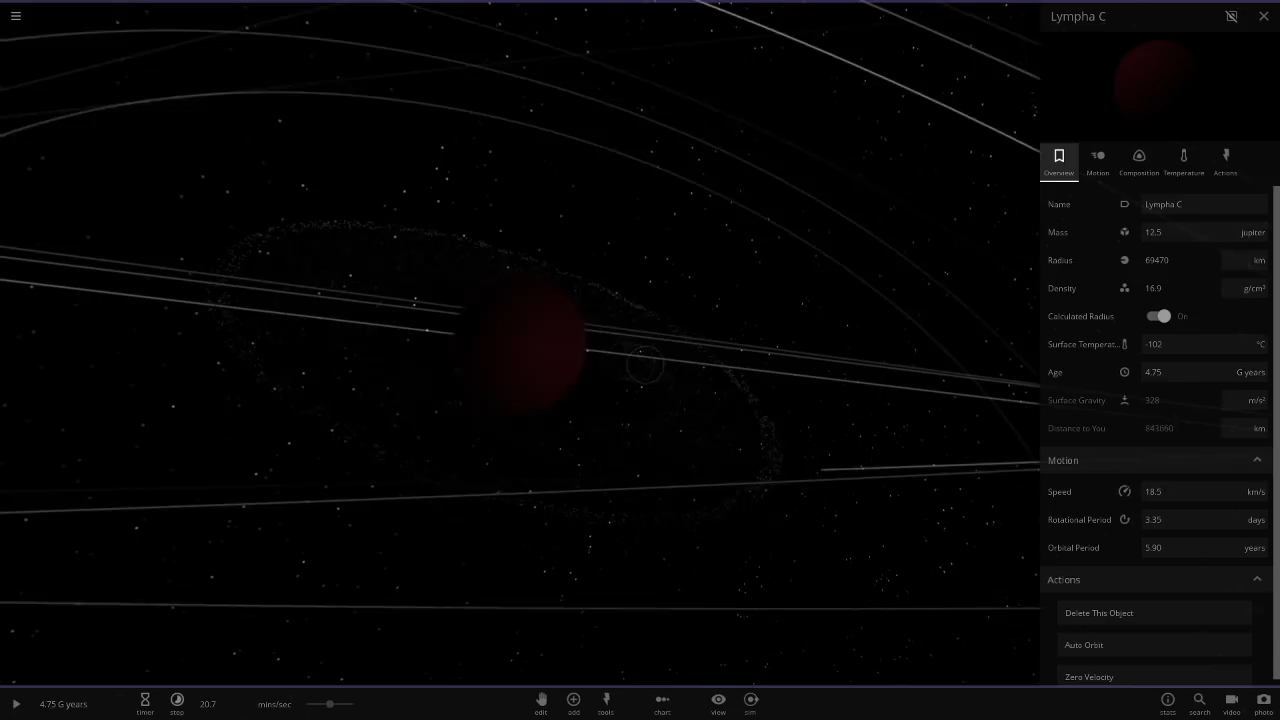 Lympha C
Overview
Motion
Composition
Temperature
Actions
Name Lympha C
Mass 12.5 jupiter
Radius 69470 km
Density 16.9 g/cm³
Calculated Radius On
Surface Temperat... -102 °C
Age 4.75 G years
Surface Gravity 328 m/s²
Distance to You 843660 km
Motion
Speed 18.5 km/s
Rotational Period 3.35 days
Orbital Period 5.90 years
Actions
Delete This Object
Auto Orbit
Zero Velocity
4.75 G years
timer
step
20.7 mins/sec
edit
add
tools
chart
view
sim
stats
search
video
photo